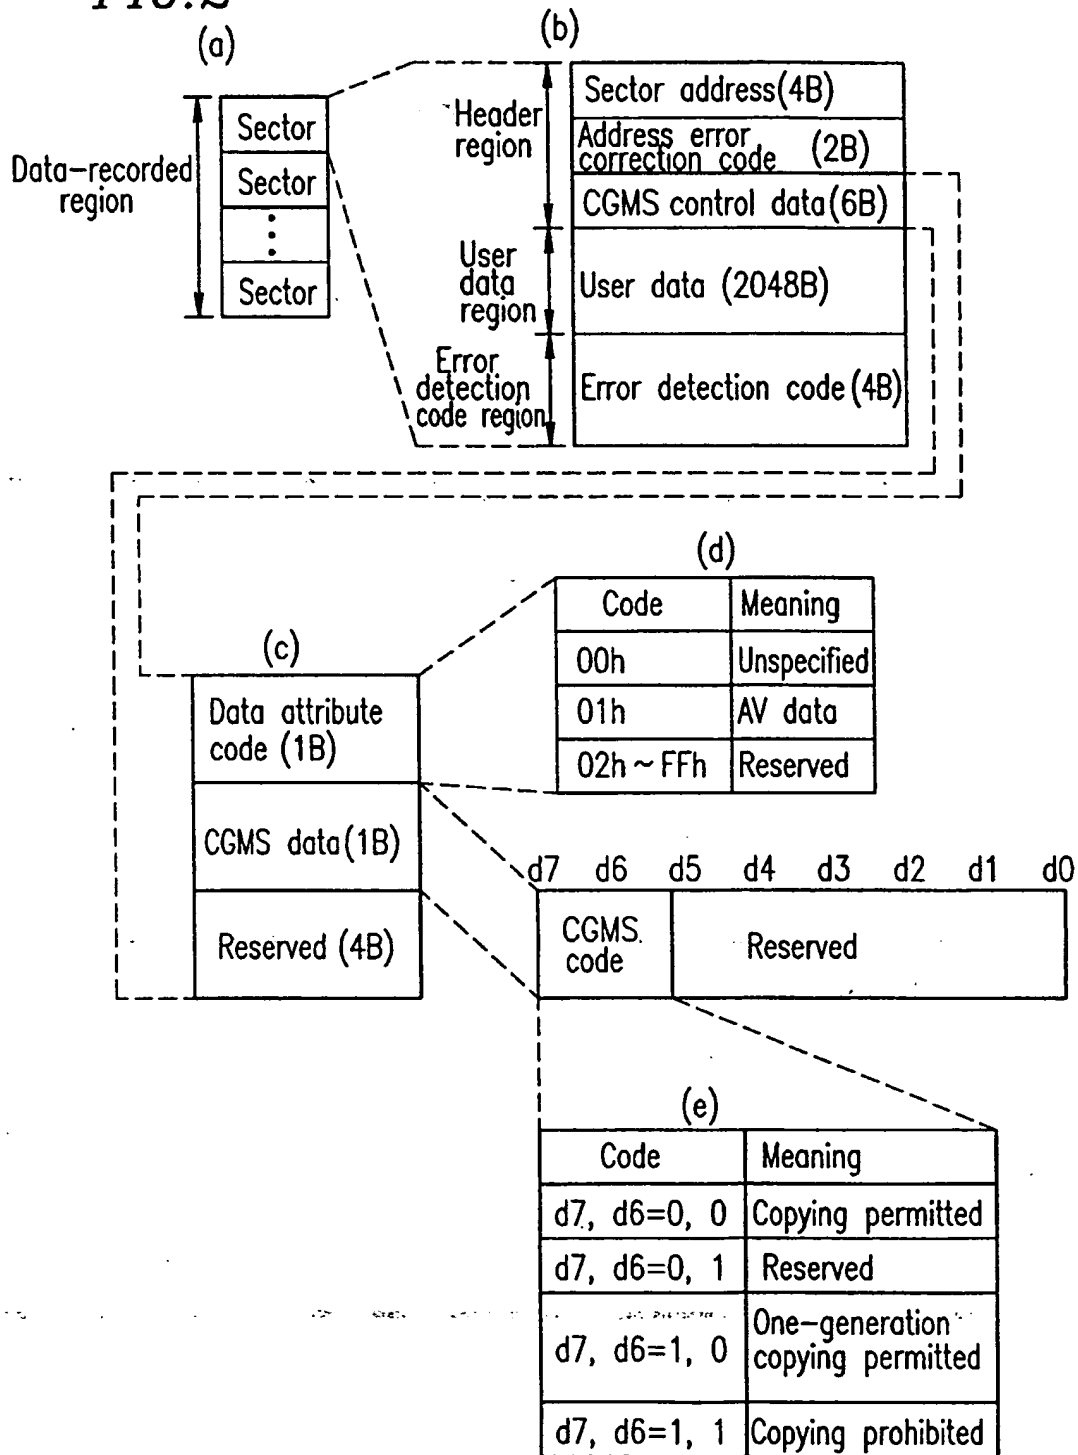 FIG.2
(a)
(b)
Data-recorded
region
Sector
Sector
Sector
Header
region
User
data
region
Error
detection
code region
Sector address(4B)
Address error
correction code (2B)
CGMS control data(6B)
User data (2048B)
Error detection code(4B)
(c)
Data attribute
code (1B)
CGMS data(1B)
Reserved (4B)
(d)
Code Meaning
00h Unspecified
01h AV data
02h~FFh Reserved
d7 d6 d5 d4 d3 d2 d1 d0
CGMS
code
Reserved
(e)
Code Meaning
d7, d6=0, 0 Copying permitted
d7, d6=0, 1 Reserved
d7, d6=1, 0 One-generation
copying permitted
d7, d6=1, 1 Copying prohibited